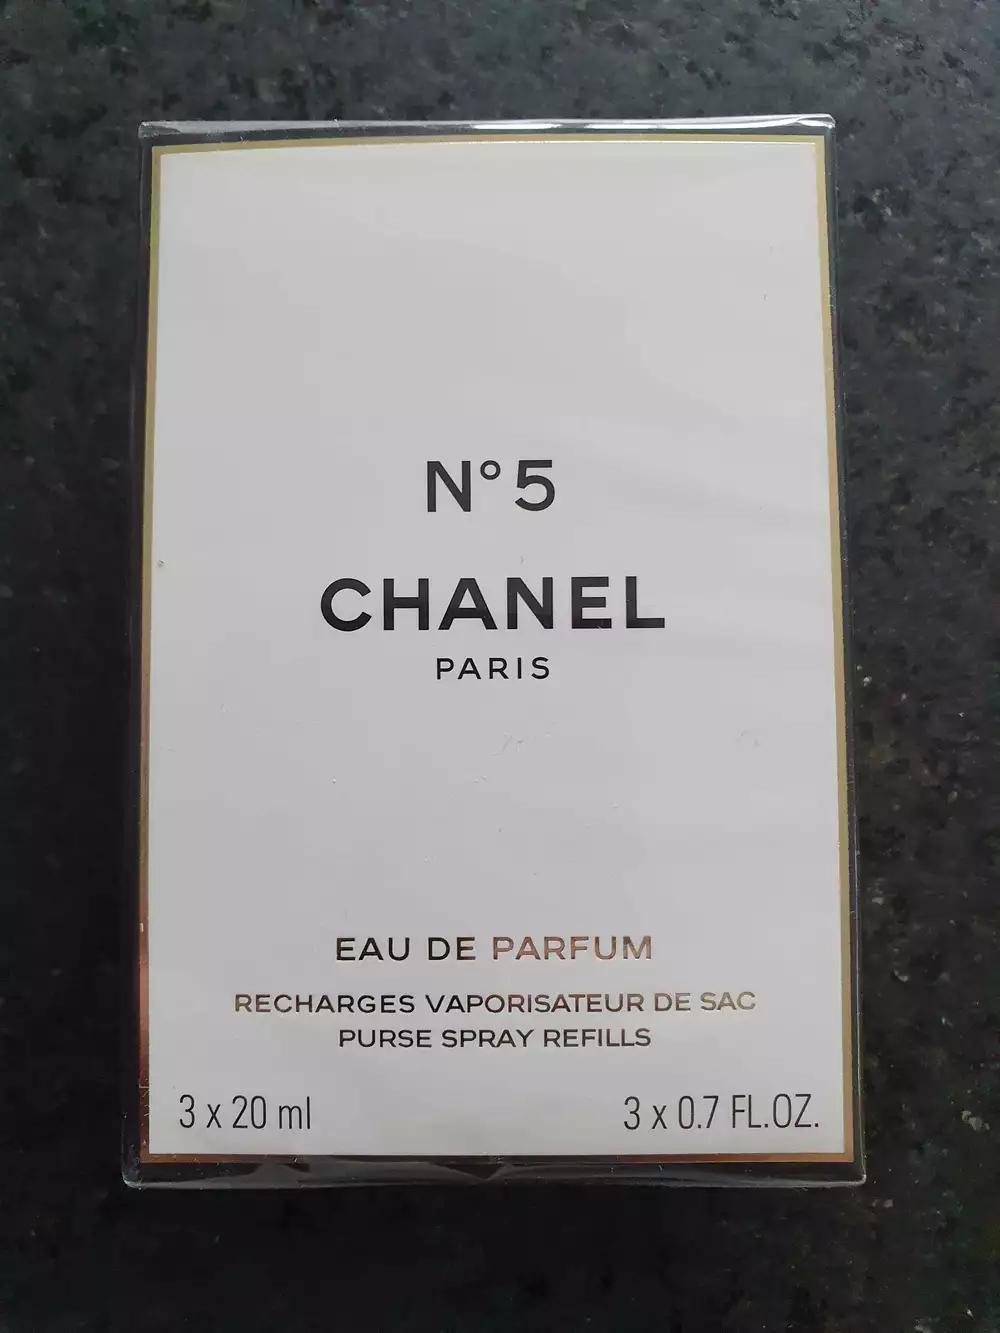 N°5
CHANEL
PARIS
EAU DE PARFUM
RECHARGES VAPORISATEUR DE SAC
PURSE SPRAY REFILLS
3 x 20 ml 3 x 0.7 FL.OZ.